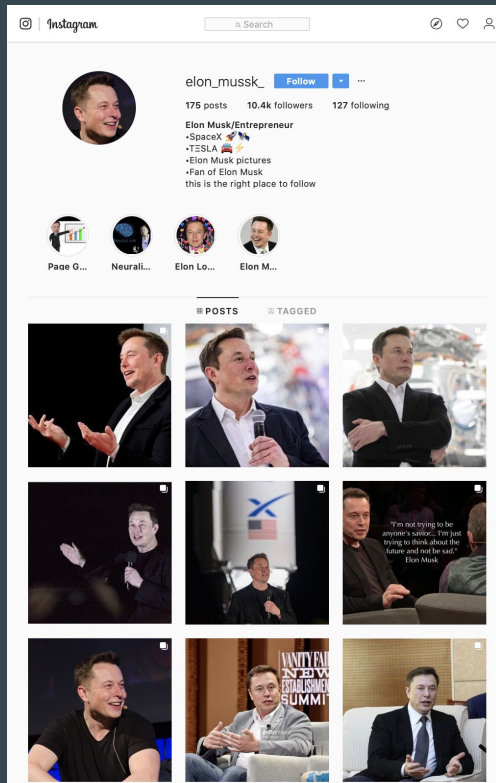 Instagram
Search
elon_mussk_ Follow
175 posts 10.4k followers 127 following
Elon Musk/Entrepreneur
•SpaceX 🚀🛰
•TΞSLA 🚘⚡
•Elon Musk pictures
•Fan of Elon Musk
this is the right place to follow
Page G... Neurali... Elon Lo... Elon M...
POSTS TAGGED
"I'm not trying to be
anyone's savior... I'm just
trying to think about the
future and not be sad."
Elon Musk
VANITY FAIR
NEW
ESTABLISHMENT
SUMMIT